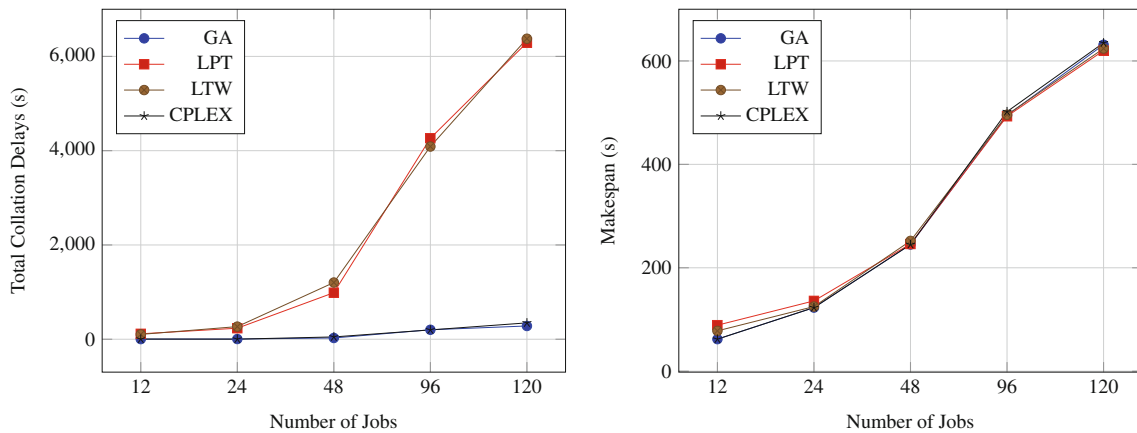 Total Collation Delays (s)
6,000
4,000
2,000
0
GA
LPT
LTW
CPLEX
12 24 48 96 120
Number of Jobs
Makespan (s)
600
400
200
0
GA
LPT
LTW
CPLEX
12 24 48 96 120
Number of Jobs